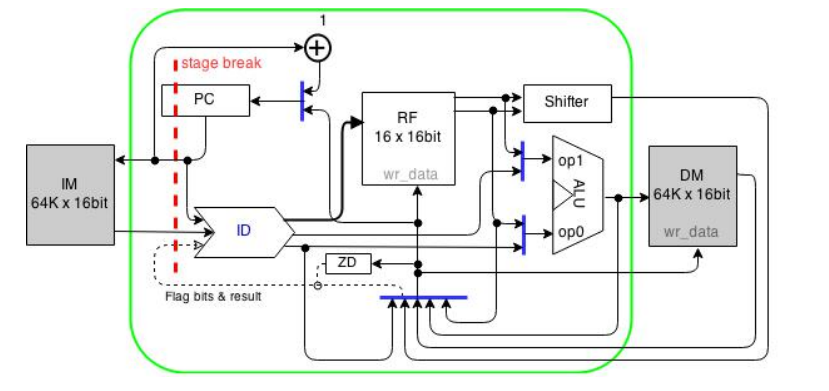 1
stage break
PC
RF
16 x 16bit
wr_data
Shifter
IM
64K x 16bit
ID
op1
ALU
op0
DM
64K x 16bit
wr_data
ZD
Flag bits & result